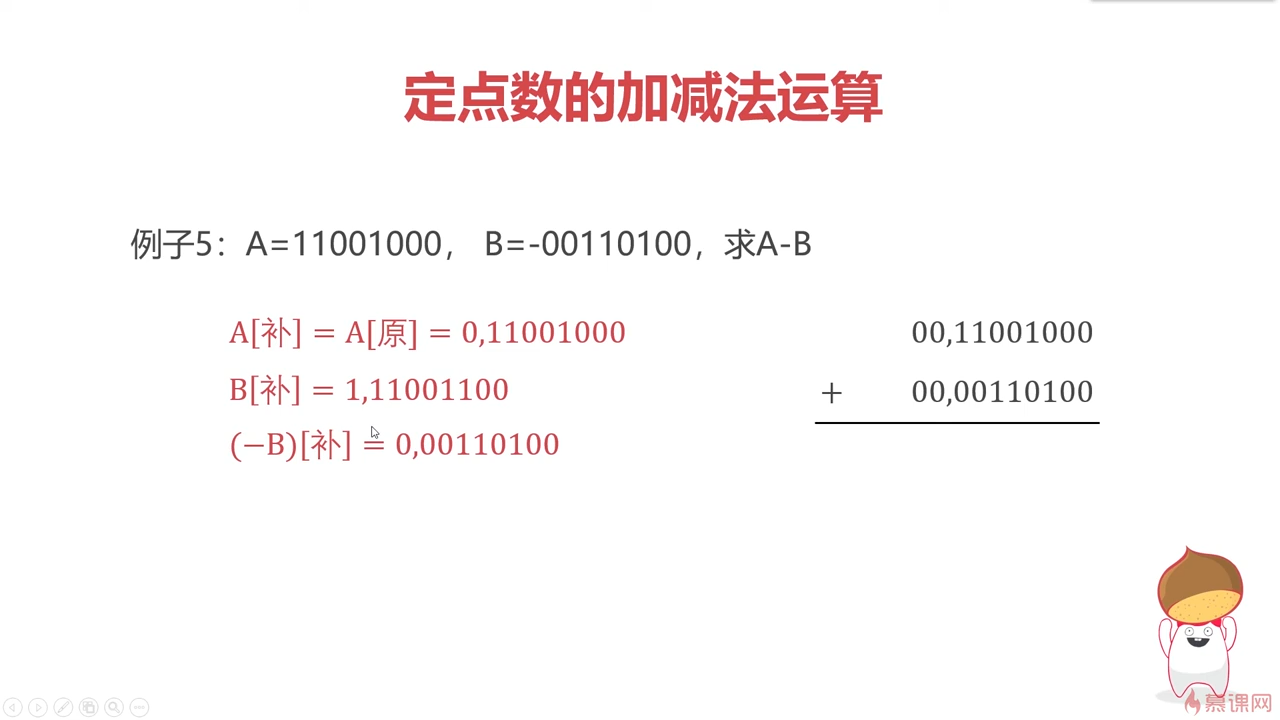 定点数的加减法运算
例子5：A=11001000， B=-00110100，求A-B
A[补] = A[原] = 0,11001000
B[补] = 1,11001100
(−B)[补] = 0,00110100
00,11001000
+ 00,00110100
慕课网